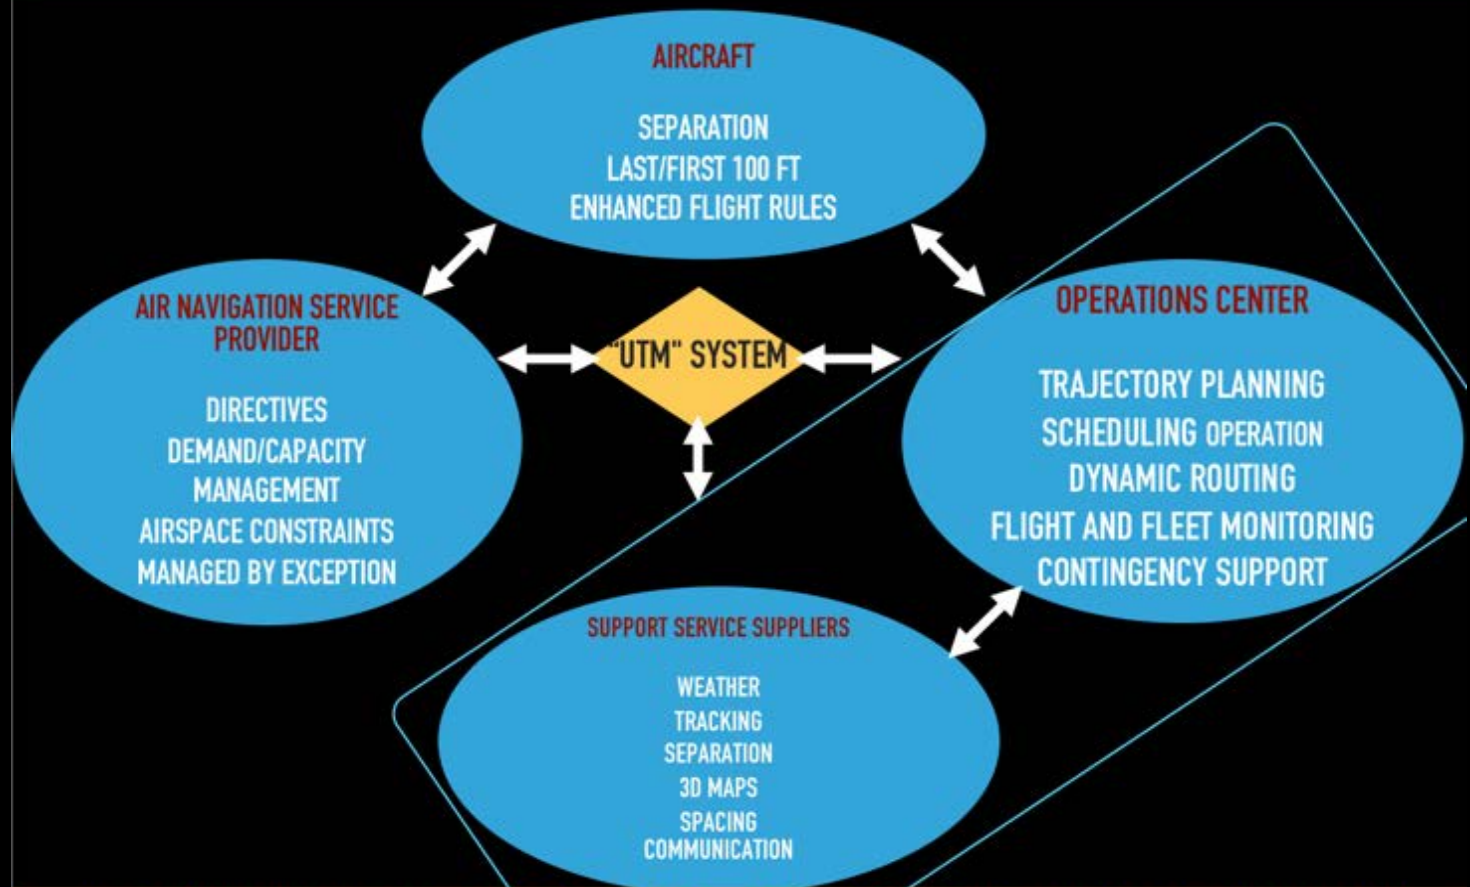 AIRCRAFT
SEPARATION
LAST/FIRST 100 FT
ENHANCED FLIGHT RULES
AIR NAVIGATION SERVICE
PROVIDER
DIRECTIVES
DEMAND/CAPACITY
MANAGEMENT
AIRSPACE CONSTRAINTS
MANAGED BY EXCEPTION
"UTM" SYSTEM
OPERATIONS CENTER
TRAJECTORY PLANNING
SCHEDULING OPERATION
DYNAMIC ROUTING
FLIGHT AND FLEET MONITORING
CONTINGENCY SUPPORT
SUPPORT SERVICE SUPPLIERS
WEATHER
TRACKING
SEPARATION
3D MAPS
SPACING
COMMUNICATION